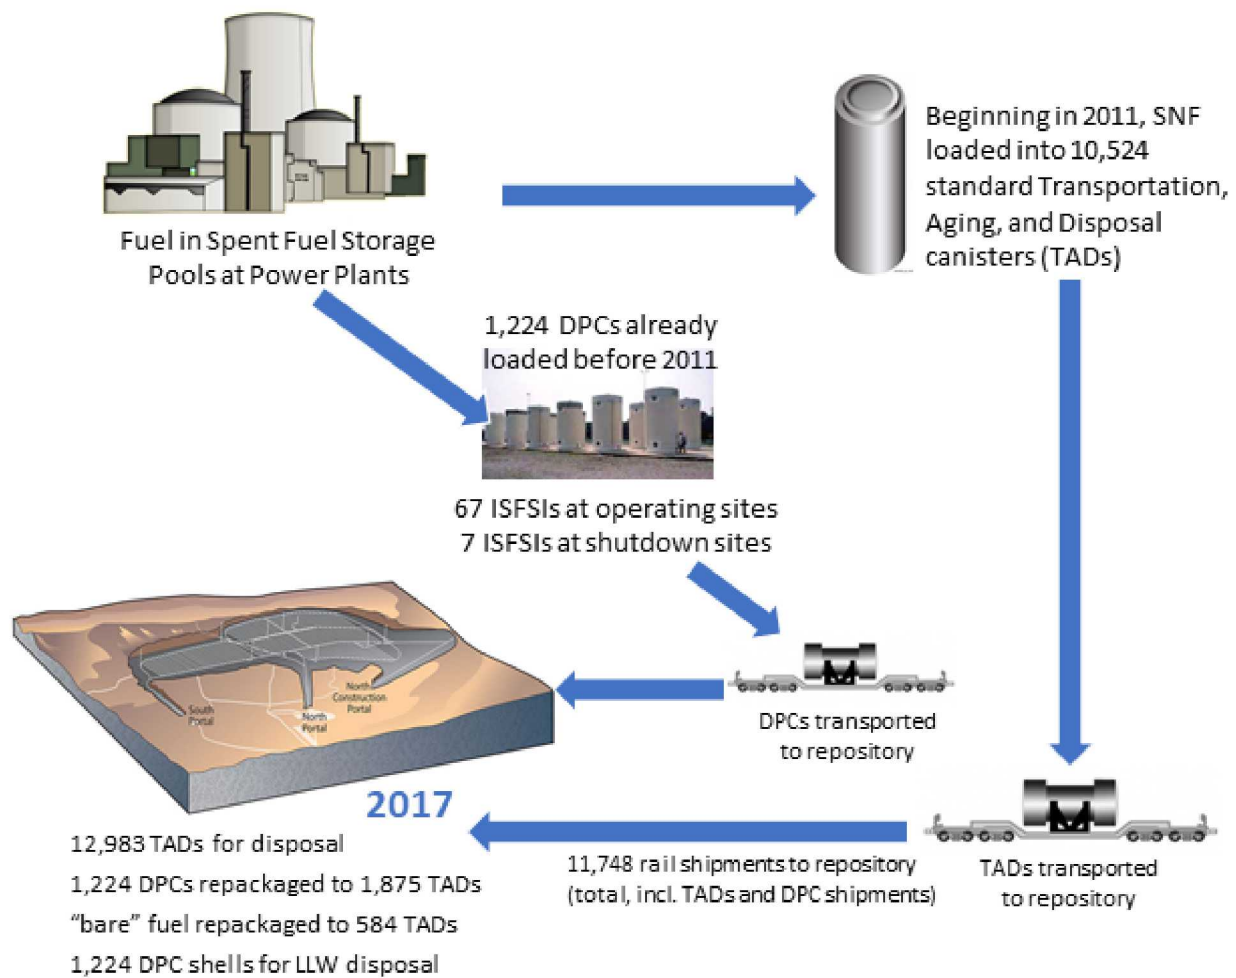 Fuel in Spent Fuel Storage
Pools at Power Plants
Beginning in 2011, SNF
loaded into 10,524
standard Transportation,
Aging, and Disposal
canisters (TADs)
1,224 DPCs already
loaded before 2011
67 ISFSIs at operating sites
7 ISFSIs at shutdown sites
South
Portal
North
Portal
North
Construction
Portal
DPCs transported
to repository
2017
12,983 TADs for disposal
1,224 DPCs repackaged to 1,875 TADs
“bare” fuel repackaged to 584 TADs
1,224 DPC shells for LLW disposal
11,748 rail shipments to repository
(total, incl. TADs and DPC shipments)
TADs transported
to repository